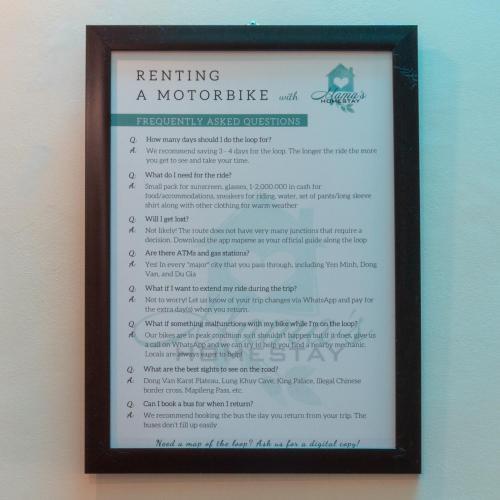 RENTING
A MOTORBIKE with
Mama's
HOMESTAY
FREQUENTLY ASKED QUESTIONS
Q. How many days should I do the loop for?
A. We recommend saving 3 - 4 days for the loop. The longer the ride the more
you get to see and take your time.
Q. What do I need for the ride?
A. Small pack for sunscreen, glasses, 1-2,000,000 in cash for
food/accommodations, sneakers for riding, water, set of pants/long sleeve
shirt along with other clothing for warm weather
Q. Will I get lost?
A. Not likely! The route does not have very many junctions that require a
decision. Download the app mapsme as your official guide along the loop
Q. Are there ATMs and gas stations?
A. Yes! In every "major" city that you pass through, including Yen Minh, Dong
Van, and Du Gia
Q. What if I want to extend my ride during the trip?
A. Not to worry! Let us know of your trip changes via WhatsApp and pay for
the extra day(s) when you return.
Q. What if something malfunctions with my bike while I'm on the loop?
A. Our bikes are in peak condition so it shouldn't happen but if it does, give us
a call on WhatsApp and we can try to help you find a nearby mechanic.
Locals are always eager to help!
HOMESTAY
Q. What are the best sights to see on the road?
A. Dong Van Karst Plateau, Lung Khuy Cave, King Palace, Illegal Chinese
border cross, Mapileng Pass, etc.
Q. Can I book a bus for when I return?
A. We recommend booking the bus the day you return from your trip. The
buses don't fill up easily
Need a map of the loop? Ask us for a digital copy!